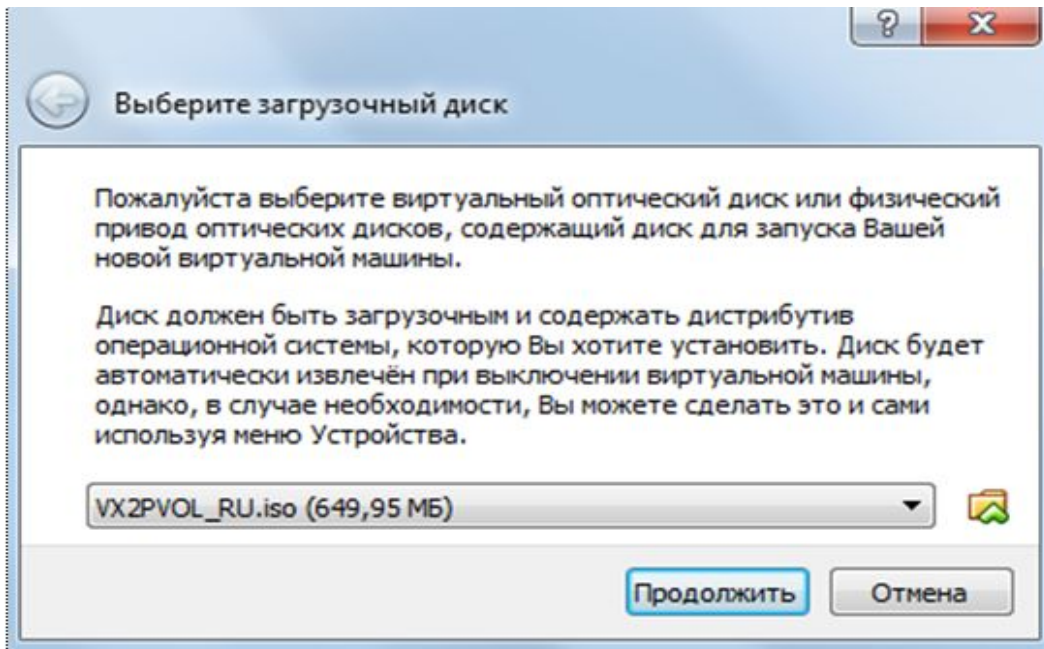 Выберите загрузочный диск
Пожалуйста выберите виртуальный оптический диск или физический
привод оптических дисков, содержащий диск для запуска Вашей
новой виртуальной машины.
Диск должен быть загрузочным и содержать дистрибутив
операционной системы, которую Вы хотите установить. Диск будет
автоматически извлечён при выключении виртуальной машины,
однако, в случае необходимости, Вы можете сделать это и сами
используя меню Устройства.
VX2PVOL_RU.iso (649,95 МБ)
Продолжить Отмена